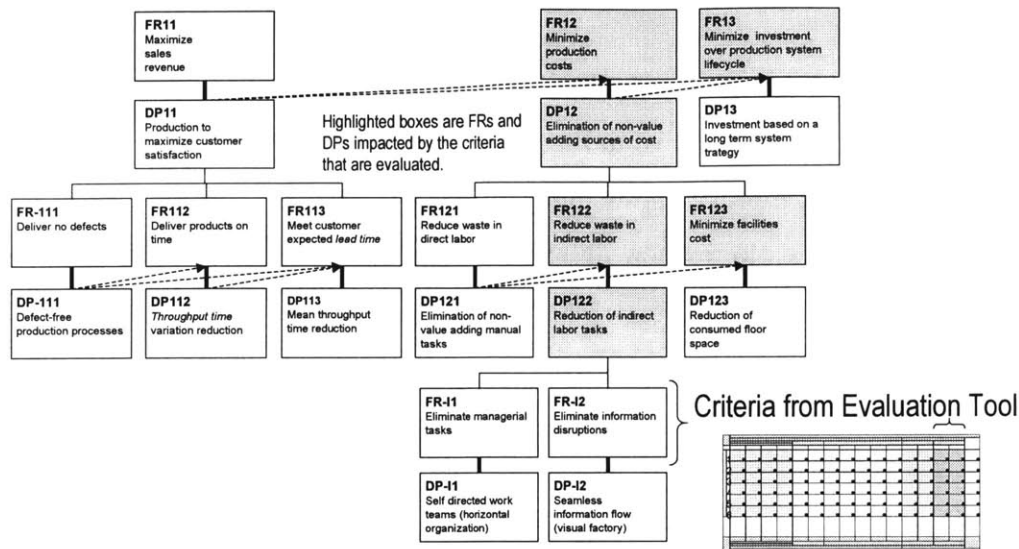 FR11
Maximize
sales
revenue
FR12
Minimize
production
costs
FR13
Minimize investment
over production system
lifecycle
DP11
Production to
maximize customer
satisfaction
Highlighted boxes are FRs and
DPs impacted by the criteria
that are evaluated.
DP12
Elimination of non-value
adding sources of cost
DP13
Investment based on a
long term system
trategy
FR-111
Deliver no defects
FR112
Deliver products on
time
FR113
Meet customer
expected lead time
FR121
Reduce waste in
direct labor
FR122
Reduce waste in
indirect labor
FR123
Minimize facilities
cost
DP-111
Defect-free
production processes
DP112
Throughput time
variation reduction
DP113
Mean throughput
time reduction
DP121
Elimination of non-
value adding manual
tasks
DP122
Reduction of indirect
labor tasks
DP123
Reduction of
consumed floor
space
FR-I1
Eliminate managerial
tasks
FR-I2
Eliminate information
disruptions
Criteria from Evaluation Tool
DP-I1
Self directed work
teams (horizontal
organization)
DP-I2
Seamless
information flow
(visual factory)